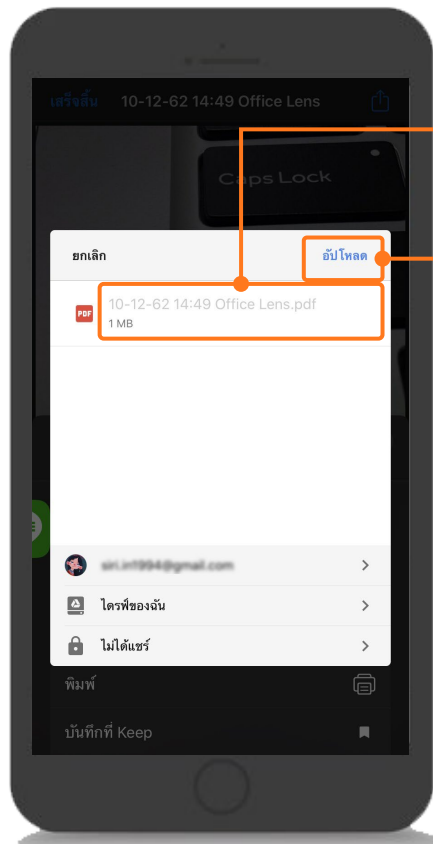 เสร็จสิ้น 10-12-62 14:49 Office Lens
Caps Lock
ยกเลิก อัปโหลด
PDF 10-12-62 14:49 Office Lens.pdf
1 MB
ไดรฟ์ของฉัน
ไม่ได้แชร์
พิมพ์
บันทึกที่ Keep